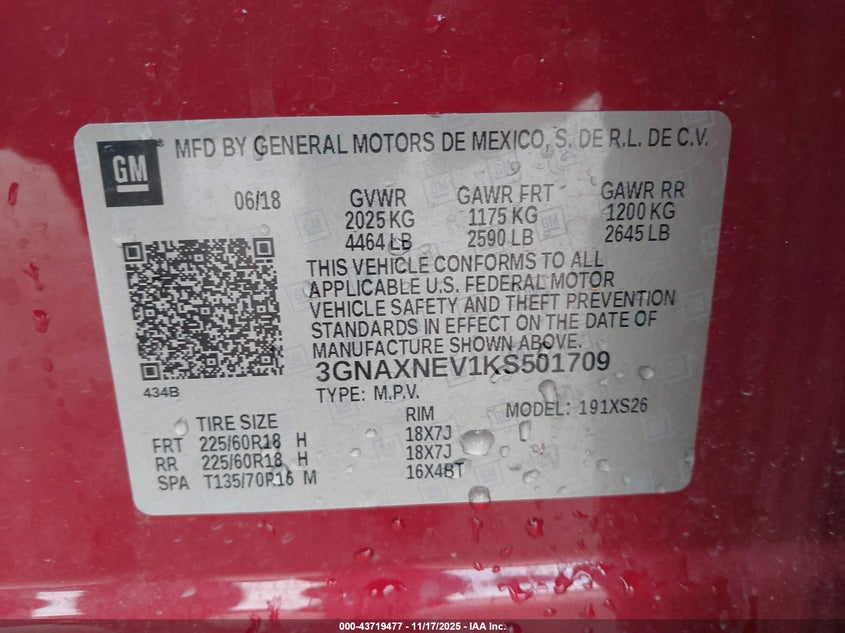 GM
MFD BY GENERAL MOTORS DE MEXICO, S. DE R.L. DE C.V.
06/18
GVWR GAWR FRT GAWR RR
2025 KG 1175 KG 1200 KG
4464 LB 2590 LB 2645 LB
THIS VEHICLE CONFORMS TO ALL
APPLICABLE U.S. FEDERAL MOTOR
VEHICLE SAFETY AND THEFT PREVENTION
STANDARDS IN EFFECT ON THE DATE OF
MANUFACTURE SHOWN ABOVE.
3GNAXNEV1KS501709
434B
TYPE: M.P.V. MODEL: 191XS26
TIRE SIZE RIM
FRT 225/60R18 H 18X7J
RR 225/60R18 H 18X7J
SPA T135/70R16 M 16X4BT
000-43719477 - 11/17/2025 - IAA Inc.